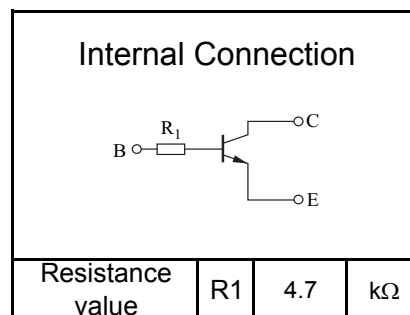 Internal Connection
R1
C
B
E
Resistance value R1 4.7 kΩ